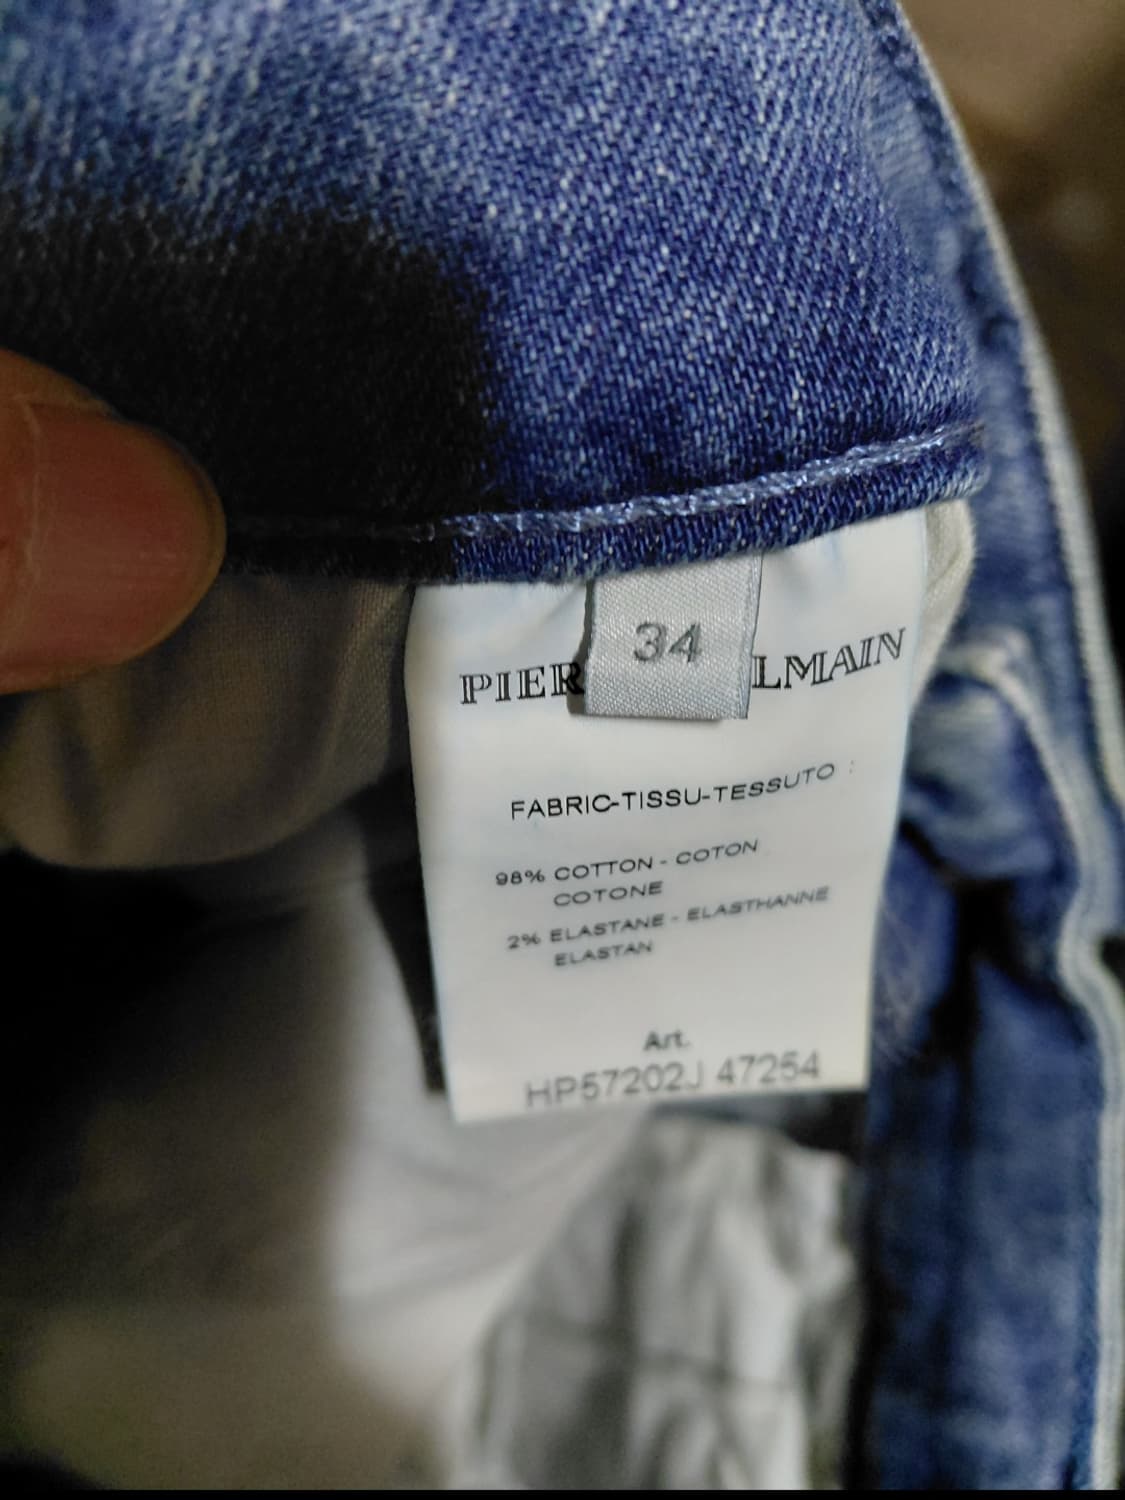 34
PIER LMAIN
FABRIC-TISSU-TESSUTO :
98% COTTON - COTON
COTONE
2% ELASTANE - ELASTHANNE
ELASTAN
Art.
HP57202J 47254